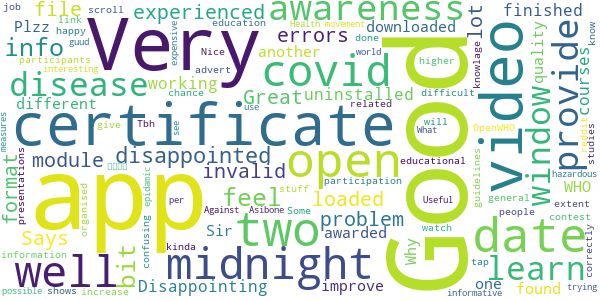 file
job
link
scroll
education
Health movement
Nice
advert
experienced
expensive
awareness
downloaded
errors
done
lot
another
world
finished
know
Plzz
happy
guud
info
participants
interesting
Very
Good
video
provide
courses
reddit
studies
quality
window
disease
working
chance
Great
uninstalled
covid
higher
knowlage
difficult
related
use
What
will
OpenWHO
measures
different
give
Tbh
see
certificate
format
module
disappointed
invalid
open
educational
guidelines
hazardous
WHO
presentations
epidemic
stuff
feel
loaded
participation
Useful
general
extent
app
Says
organised
per
Against
Asibone
Some
two
problem
awarded
people
contest
date
information
well
bit
confusing
Sir
midnight
Why
watch
tap
one
learn
correctly
possible
shows
increase
Disappointing
kinda
improve
informative
found
trying